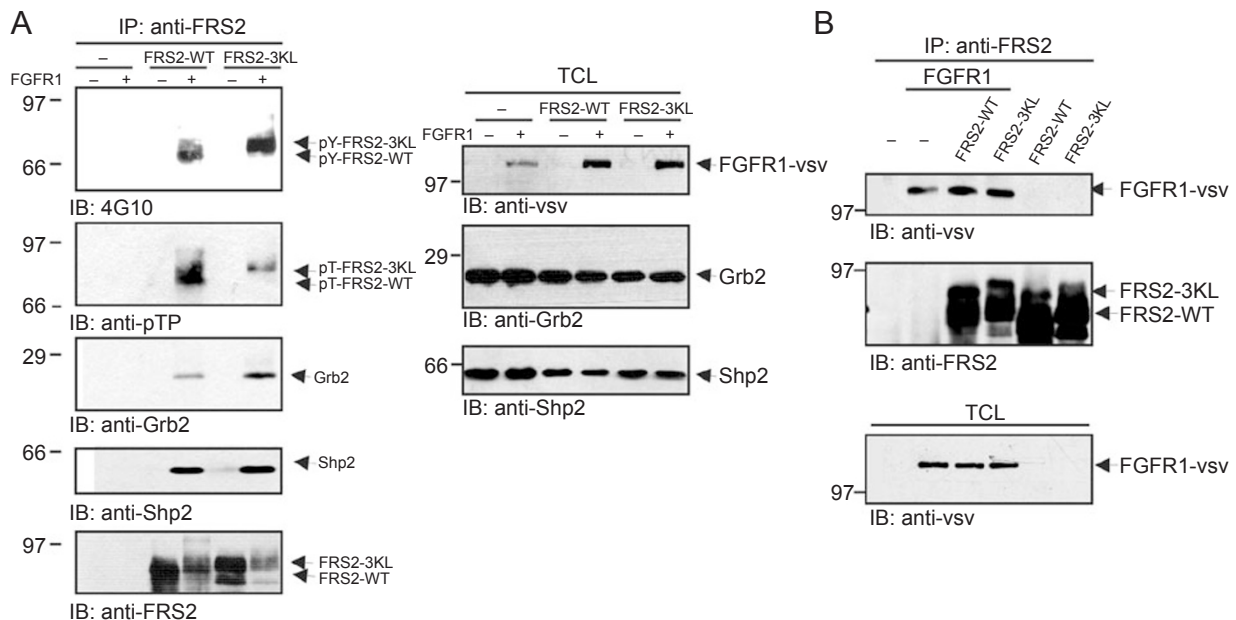 A
IP: anti-FRS2
– FRS2-WT FRS2-3KL
FGFR1 – + – + – +
97
66
pY-FRS2-3KL
pY-FRS2-WT
IB: 4G10
97
66
pT-FRS2-3KL
pT-FRS2-WT
IB: anti-pTP
29
Grb2
IB: anti-Grb2
66
Shp2
IB: anti-Shp2
97
FRS2-3KL
FRS2-WT
IB: anti-FRS2
TCL
– FRS2-WT FRS2-3KL
FGFR1 – + – + – +
97
FGFR1-vsv
IB: anti-vsv
29
Grb2
IB: anti-Grb2
66
Shp2
IB: anti-Shp2
B
IP: anti-FRS2
FGFR1
– – FRS2-WT FRS2-3KL FRS2-WT FRS2-3KL
97
FGFR1-vsv
IB: anti-vsv
97
FRS2-3KL
FRS2-WT
IB: anti-FRS2
TCL
97
FGFR1-vsv
IB: anti-vsv